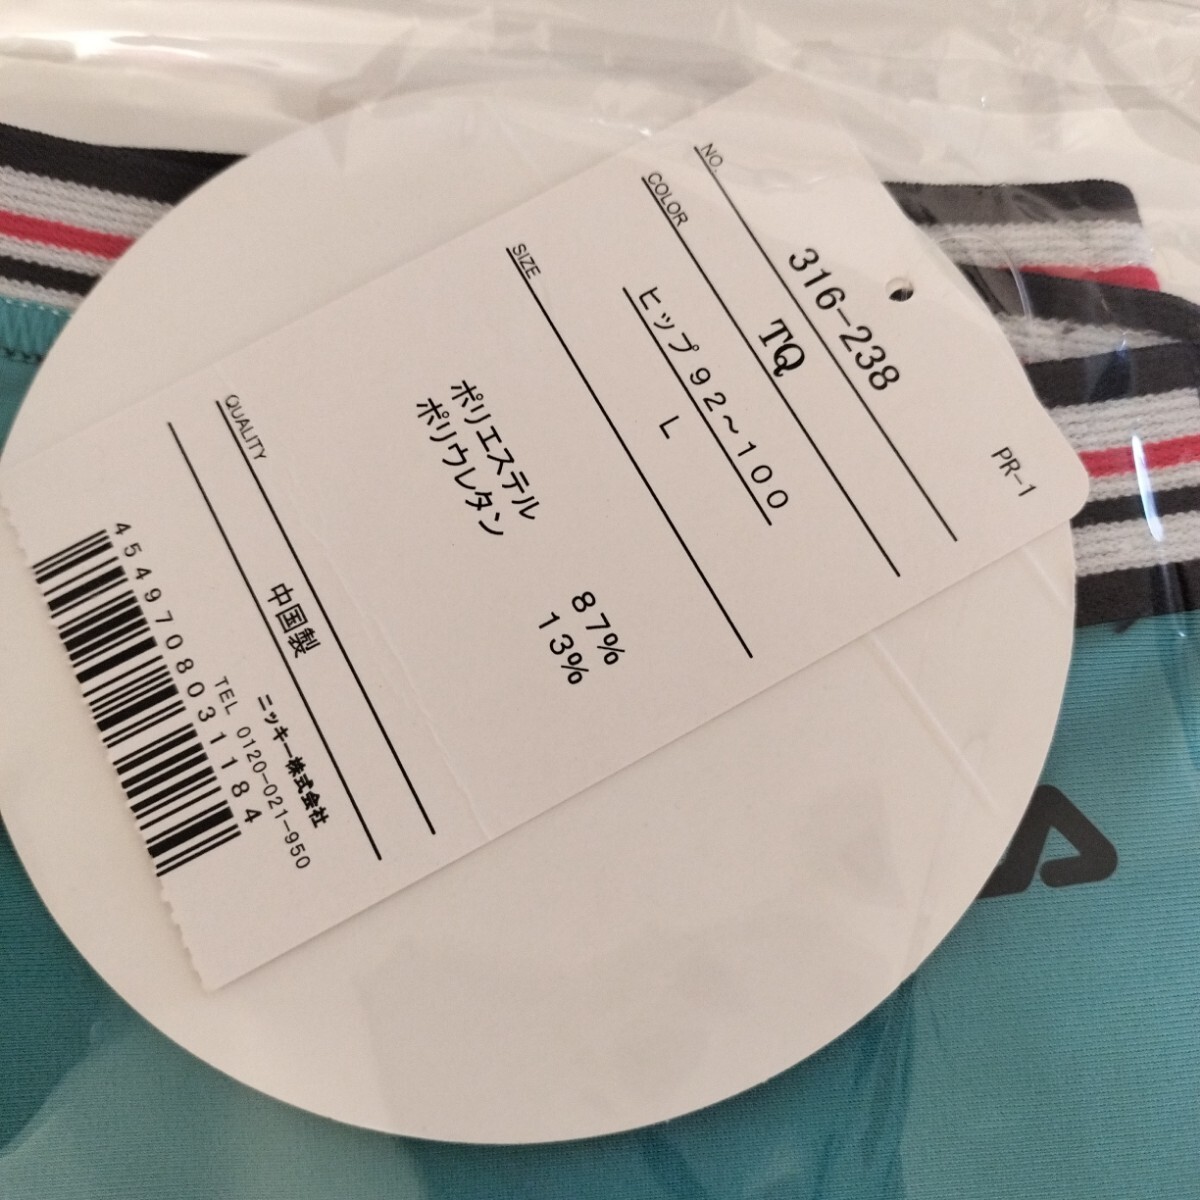 PR-1
NO.
316-238
COLOR
TQ
SIZE
ヒップ 92～100
L
ポリエステル 87%
ポリウレタン 13%
QUALITY
中国製
ニッキー株式会社
TEL 0120-021-950
4549708031184